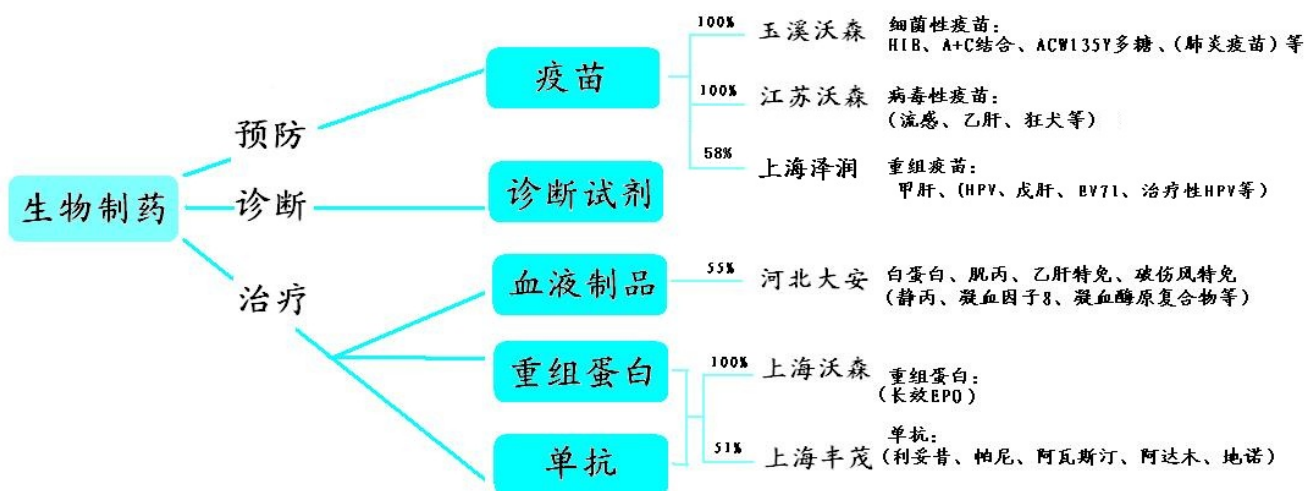 100%
玉溪沃森
细菌性疫苗:
HIB、A+C结合、ACW135Y多糖、(肺炎疫苗)等
疫苗
100%
江苏沃森
病毒性疫苗:
(流感、乙肝、狂犬等)
预防
58%
上海泽润
重组疫苗:
甲肝、(HPV、戊肝、EV71、治疗性HPV等)
生物制药
诊断
诊断试剂
治疗
血液制品
55%
河北大安
白蛋白、肌丙、乙肝特免、破伤风特免
(静丙、凝血因子8、凝血酶原复合物等)
重组蛋白
100%
上海沃森
重组蛋白:
(长效EPO)
单抗
51%
上海丰茂
单抗:
(利妥昔、帕尼、阿瓦斯汀、阿达木、地诺)